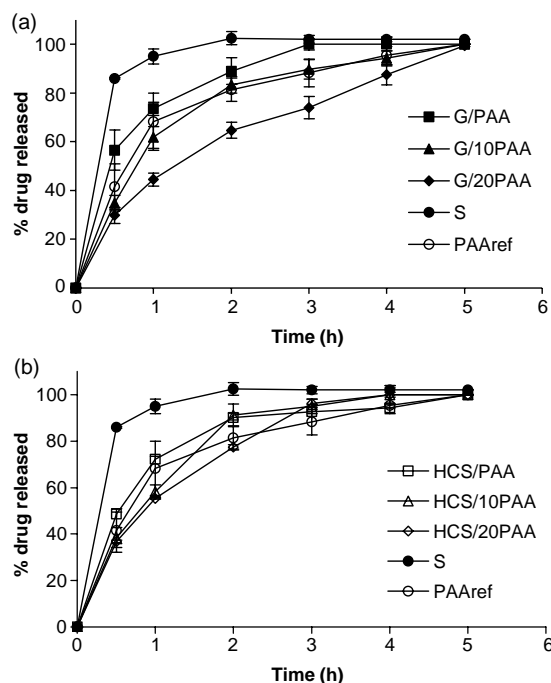 (a)
% drug released
100
80
60
40
20
0
G/PAA
G/10PAA
G/20PAA
S
PAAref
0 1 2 3 4 5 6
Time (h)
(b)
% drug released
100
80
60
40
20
0
HCS/PAA
HCS/10PAA
HCS/20PAA
S
PAAref
0 1 2 3 4 5 6
Time (h)